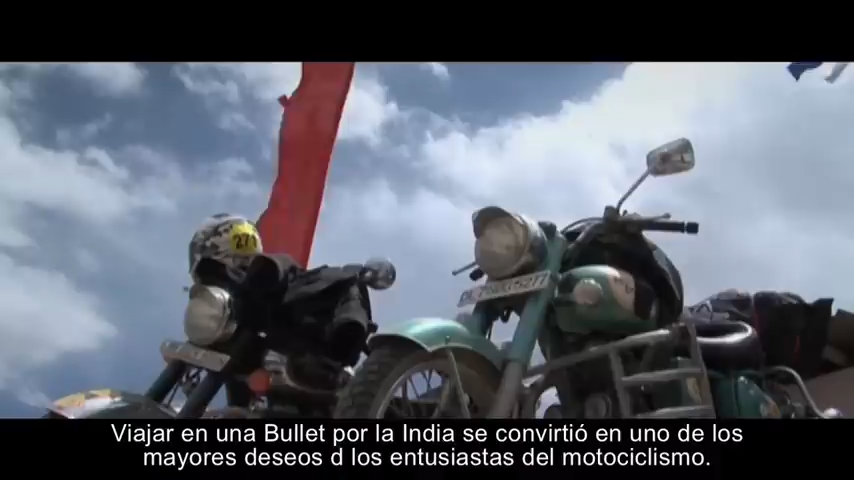 271
Viajar en una Bullet por la India se convirtió en uno de los
mayores deseos d los entusiastas del motociclismo.